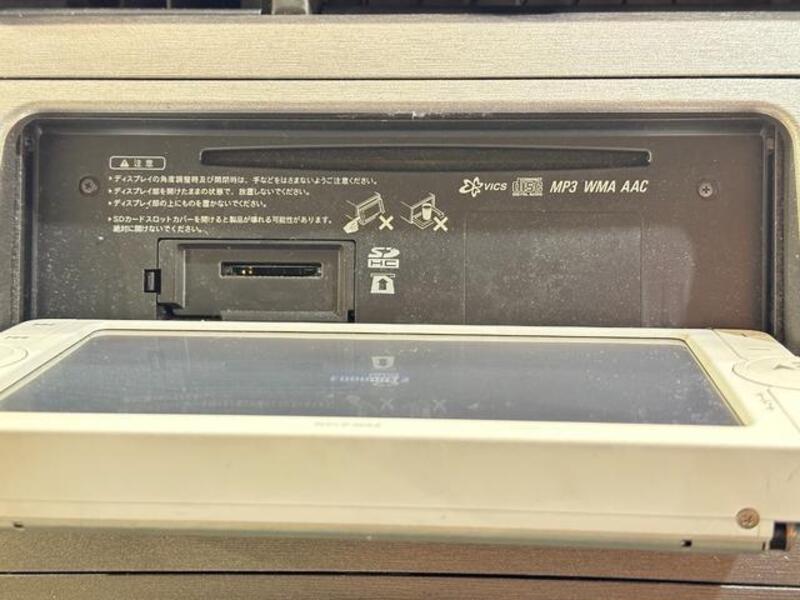 注意
▸ディスプレイの角度調整時及び開閉時は、手などをはさまないようご注意ください。
▸ディスプレイ部を開けたままの状態で、放置しないでください。
▸ディスプレイ部の上にものを置かないでください。
▸SDカードスロットカバーを開けると製品が壊れる可能性があります。
絶対に開けないでください。
VICS DIGITAL AUDIO MP3 WMA AAC
SD
HC